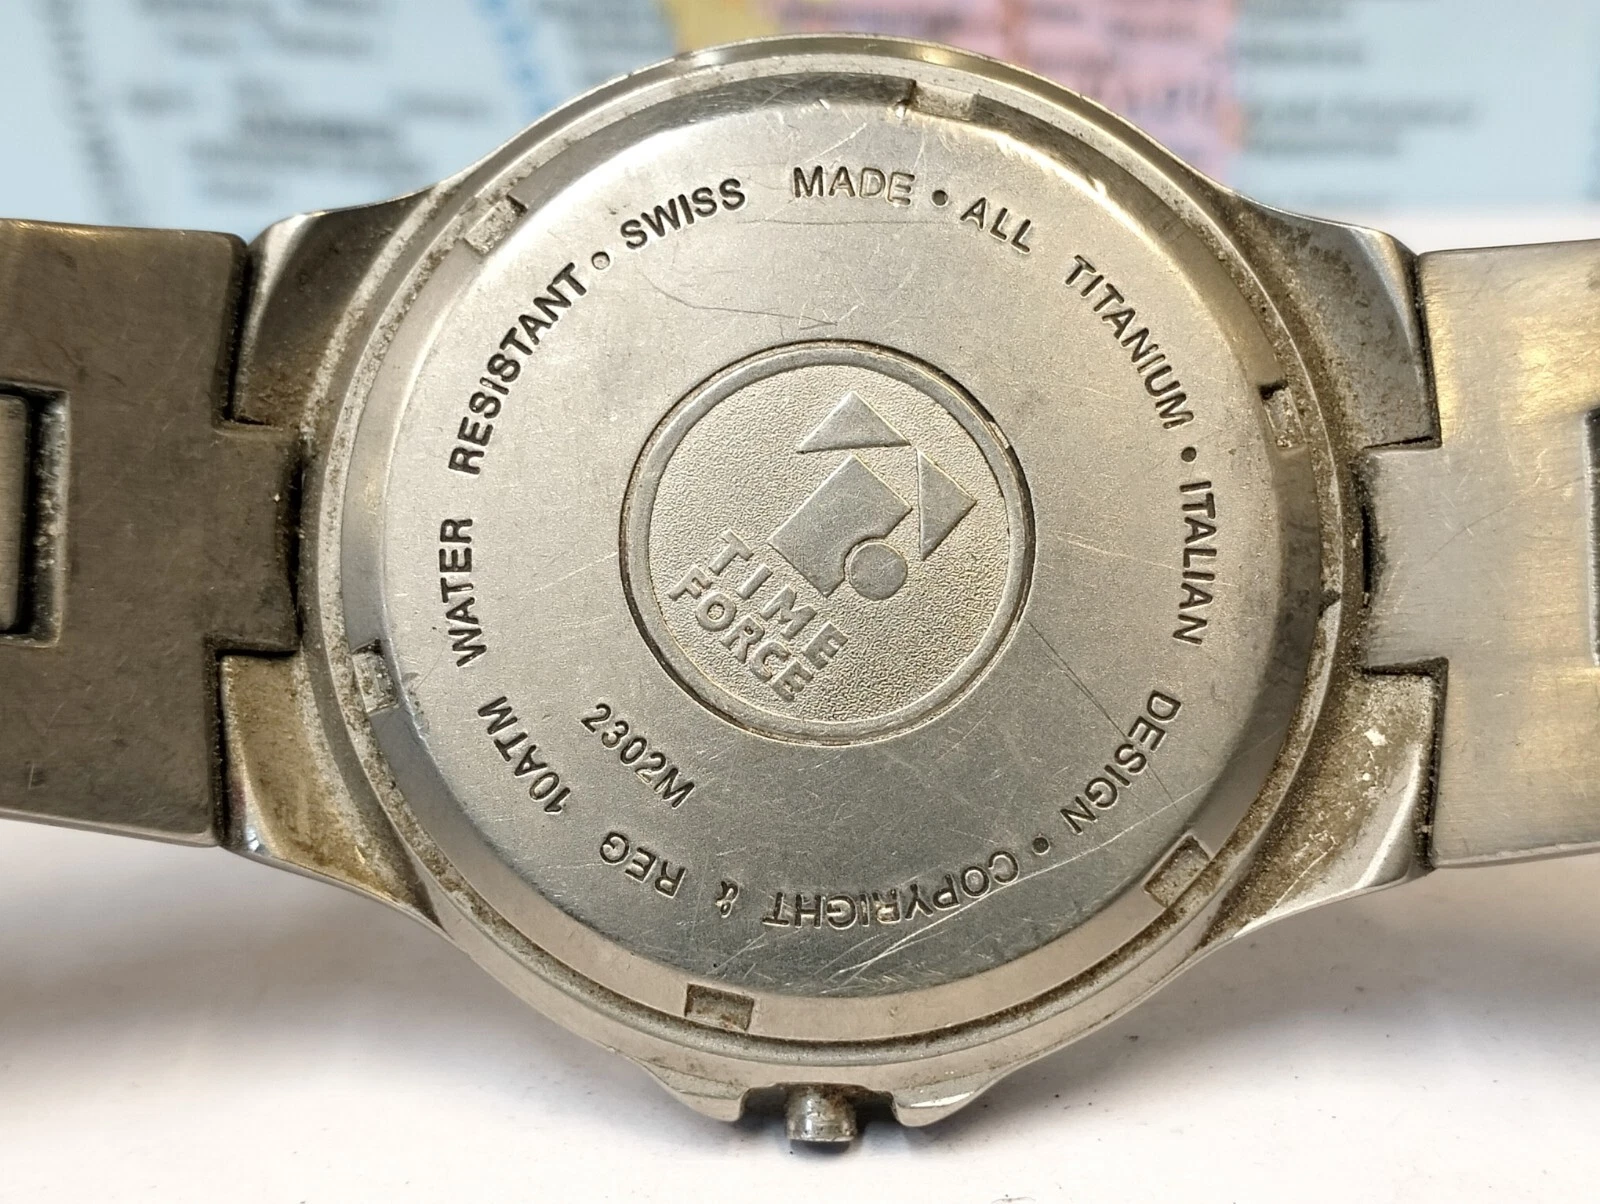 SWISS MADE • ALL TITANIUM • ITALIAN DESIGN • COPYRIGHT & REG 10ATM WATER RESISTANT •
TIME
FORCE
2302M